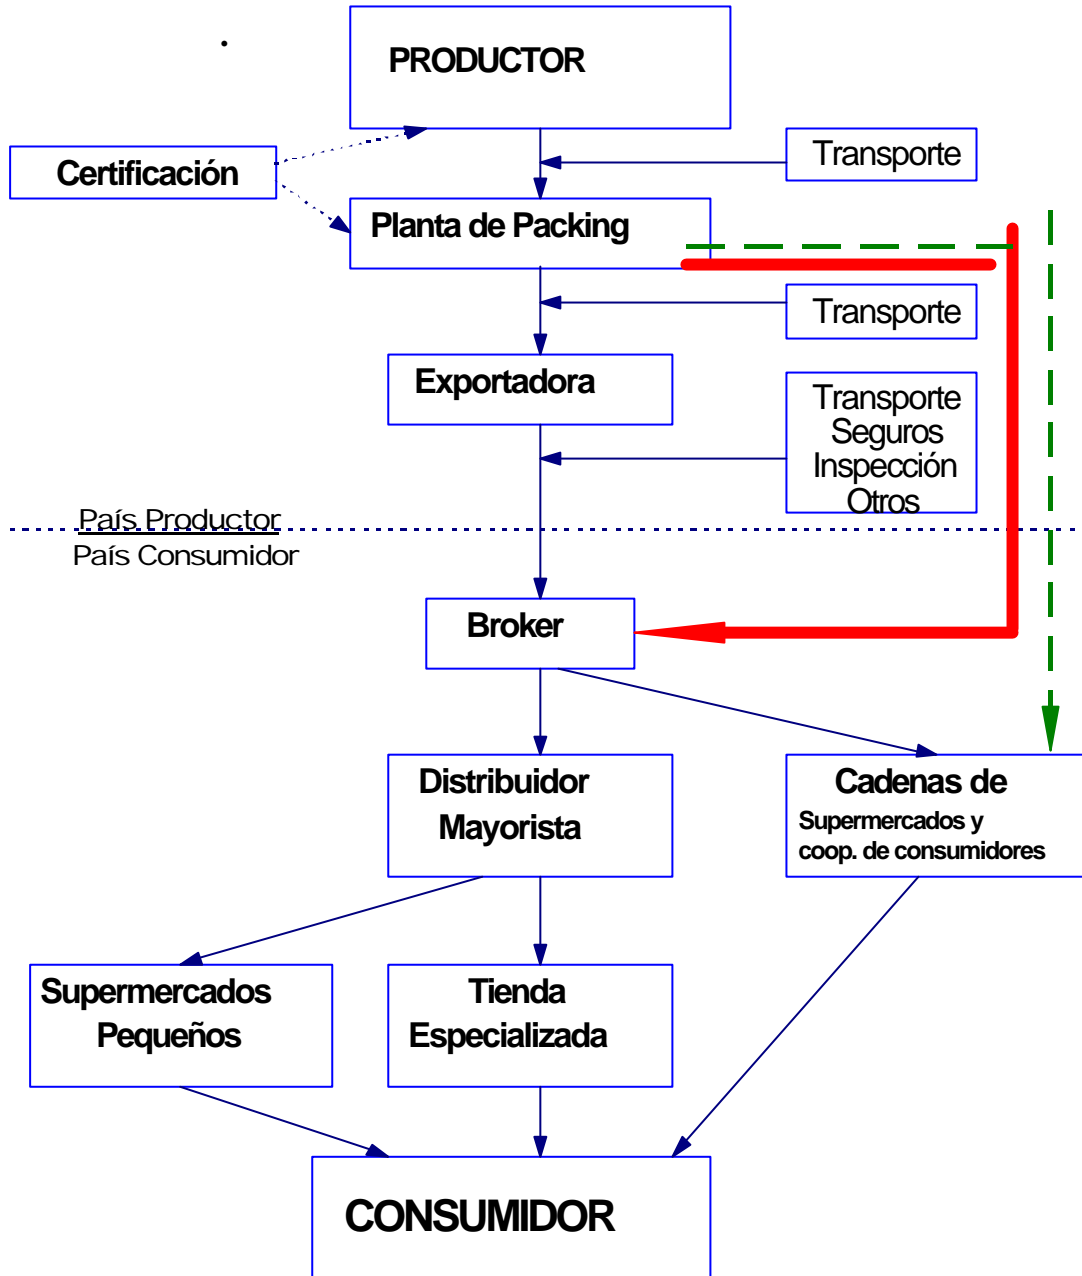 PRODUCTOR
Transporte
Certificación
Planta de Packing
Transporte
Exportadora
Transporte
Seguros
Inspección
Otros
País Productor
País Consumidor
Broker
Distribuidor
Mayorista
Cadenas de
Supermercados y
coop. de consumidores
Supermercados
Pequeños
Tienda
Especializada
CONSUMIDOR